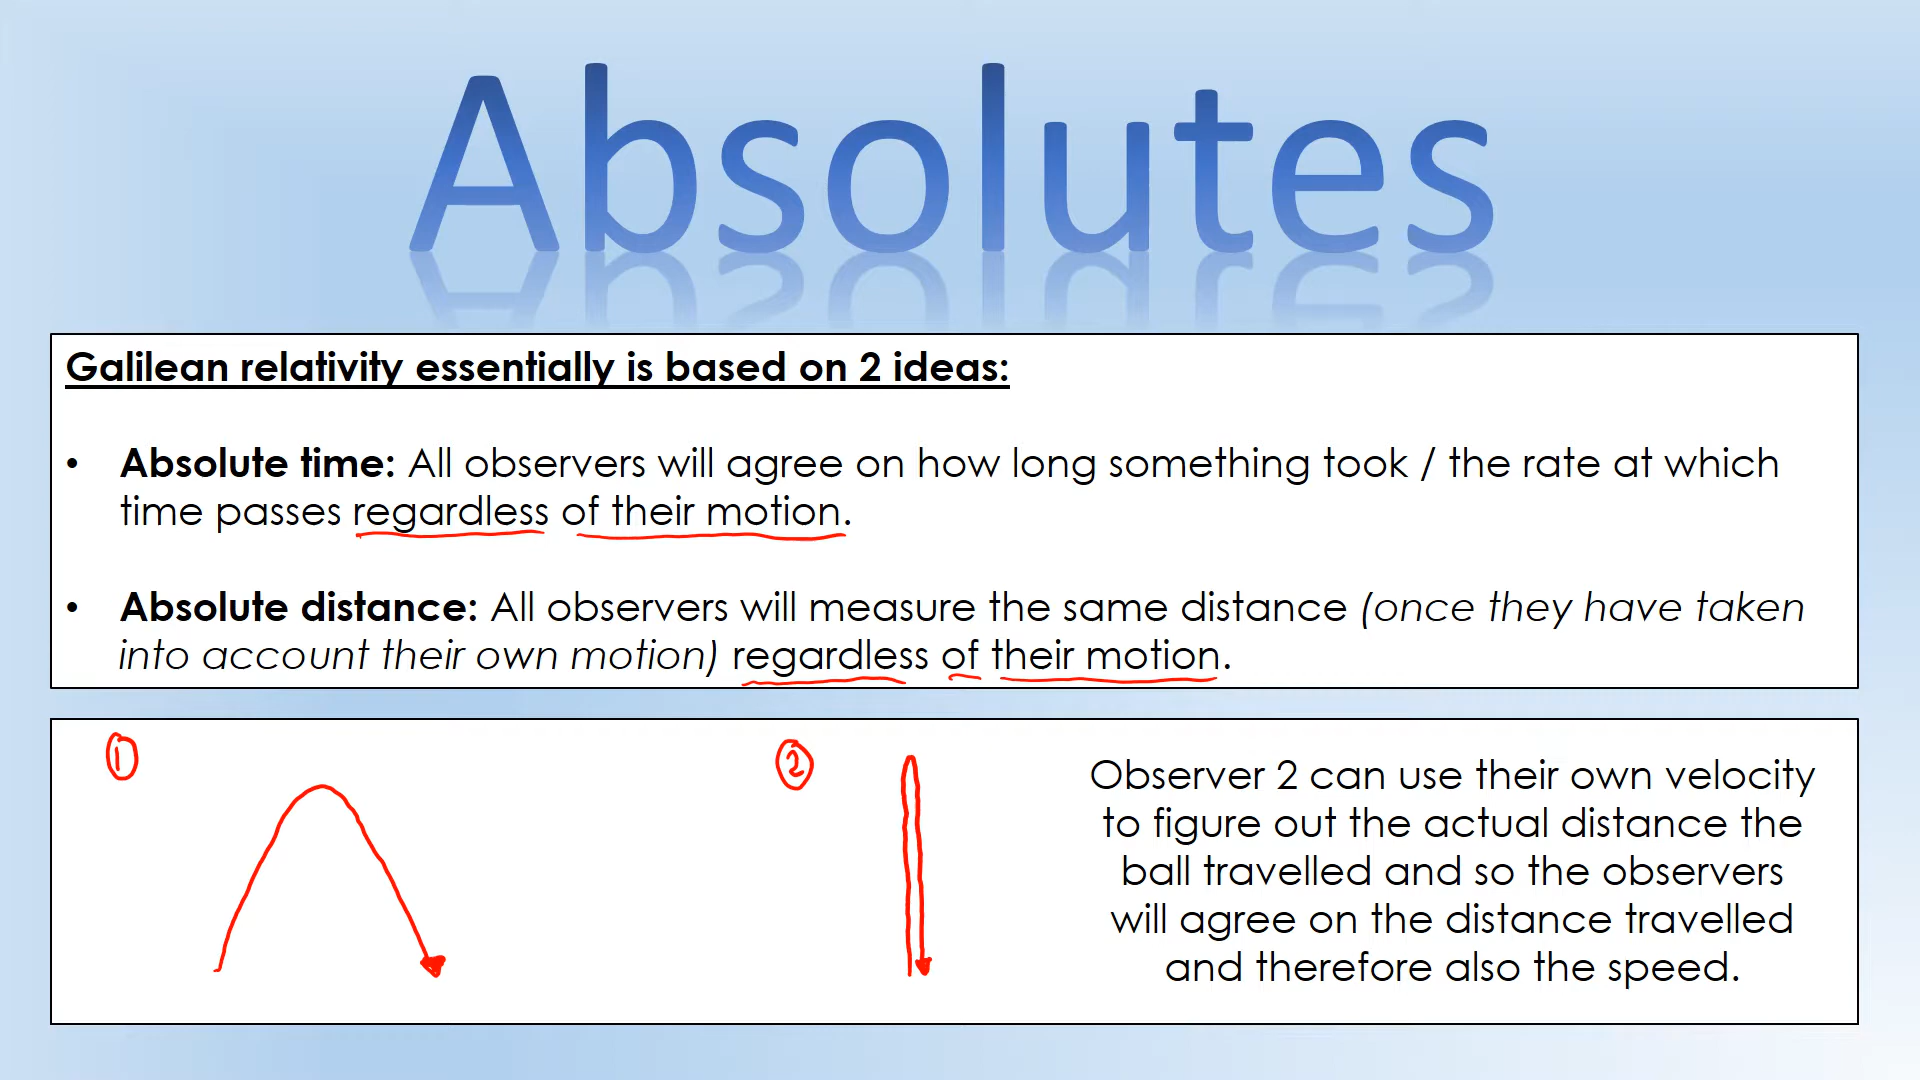 Absolutes
Galilean relativity essentially is based on 2 ideas:
• Absolute time: All observers will agree on how long something took / the rate at which
time passes regardless of their motion.
• Absolute distance: All observers will measure the same distance (once they have taken
into account their own motion) regardless of their motion.
1
2
Observer 2 can use their own velocity
to figure out the actual distance the
ball travelled and so the observers
will agree on the distance travelled
and therefore also the speed.